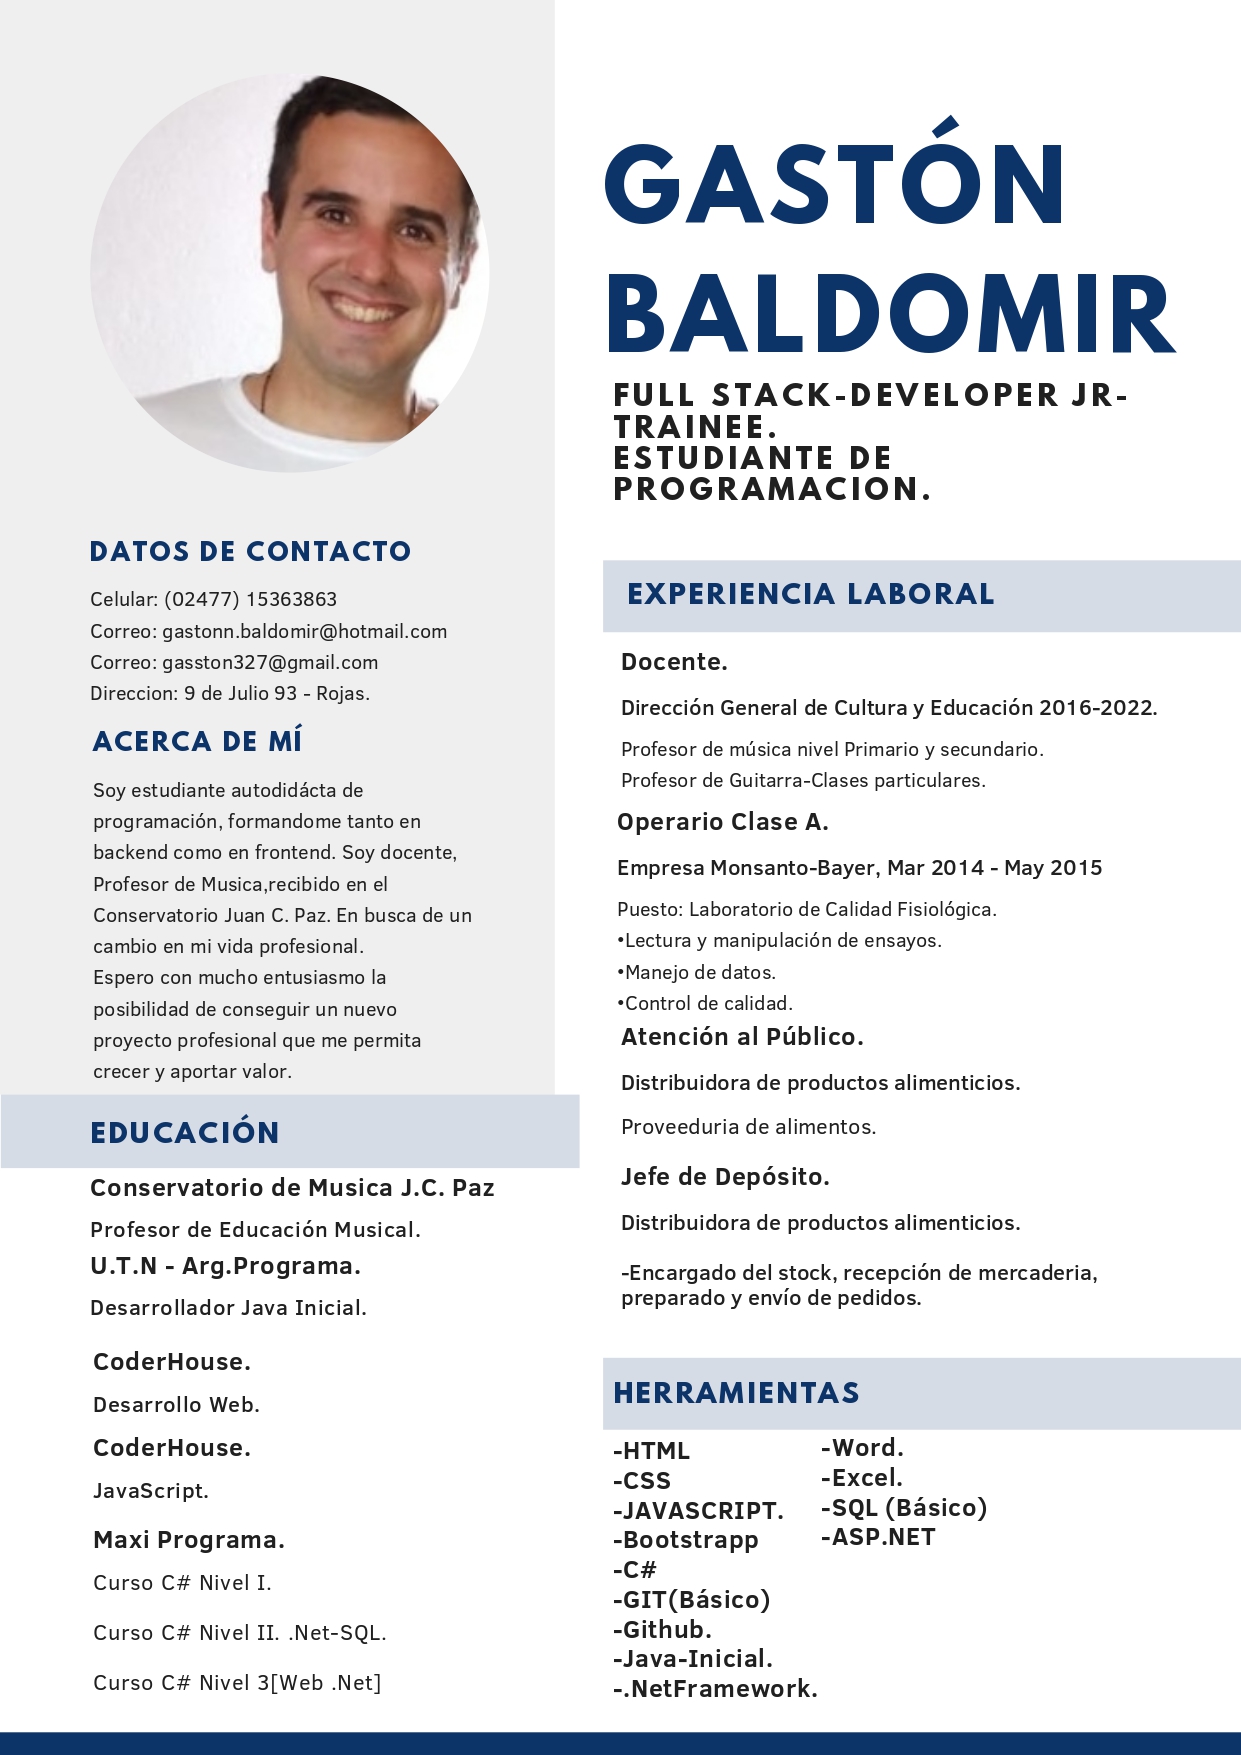 GASTÓN
BALDOMIR
FULL STACK-DEVELOPER JR-
TRAINEE.
ESTUDIANTE DE
PROGRAMACION.
DATOS DE CONTACTO
Celular: (02477) 15363863
Correo: gastonn.baldomir@hotmail.com
Correo: gasston327@gmail.com
Direccion: 9 de Julio 93 - Rojas.
ACERCA DE MÍ
Soy estudiante autodidácta de
programación, formandome tanto en
backend como en frontend. Soy docente,
Profesor de Musica,recibido en el
Conservatorio Juan C. Paz. En busca de un
cambio en mi vida profesional.
Espero con mucho entusiasmo la
posibilidad de conseguir un nuevo
proyecto profesional que me permita
crecer y aportar valor.
EDUCACIÓN
Conservatorio de Musica J.C. Paz
Profesor de Educación Musical.
U.T.N - Arg.Programa.
Desarrollador Java Inicial.
CoderHouse.
Desarrollo Web.
CoderHouse.
JavaScript.
Maxi Programa.
Curso C# Nivel I.
Curso C# Nivel II. .Net-SQL.
Curso C# Nivel 3[Web .Net]
EXPERIENCIA LABORAL
Docente.
Dirección General de Cultura y Educación 2016-2022.
Profesor de música nivel Primario y secundario.
Profesor de Guitarra-Clases particulares.
Operario Clase A.
Empresa Monsanto-Bayer, Mar 2014 - May 2015
Puesto: Laboratorio de Calidad Fisiológica.
•Lectura y manipulación de ensayos.
•Manejo de datos.
•Control de calidad.
Atención al Público.
Distribuidora de productos alimenticios.
Proveeduria de alimentos.
Jefe de Depósito.
Distribuidora de productos alimenticios.
-Encargado del stock, recepción de mercaderia,
preparado y envío de pedidos.
HERRAMIENTAS
-HTML
-CSS
-JAVASCRIPT.
-Bootstrapp
-C#
-GIT(Básico)
-Github.
-Java-Inicial.
-.NetFramework.
-Word.
-Excel.
-SQL (Básico)
-ASP.NET